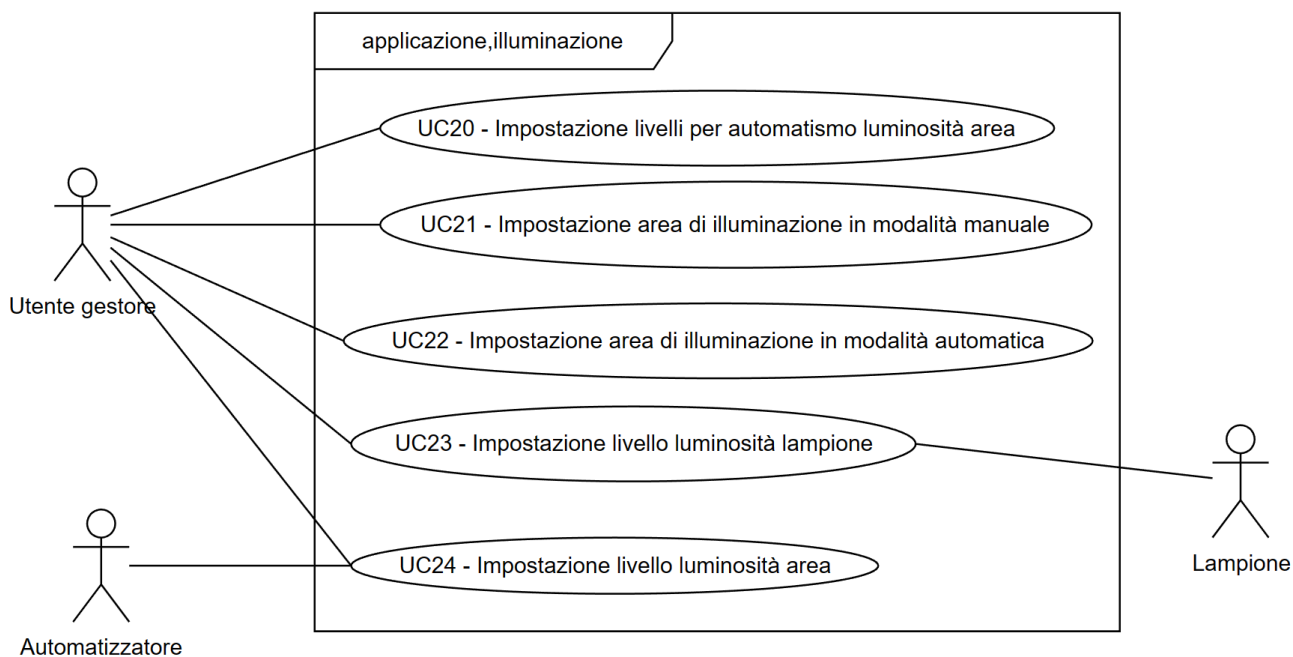 applicazione,illuminazione
UC20 - Impostazione livelli per automatismo luminosità area
UC21 - Impostazione area di illuminazione in modalità manuale
Utente gestore
UC22 - Impostazione area di illuminazione in modalità automatica
UC23 - Impostazione livello luminosità lampione
Lampione
UC24 - Impostazione livello luminosità area
Automatizzatore